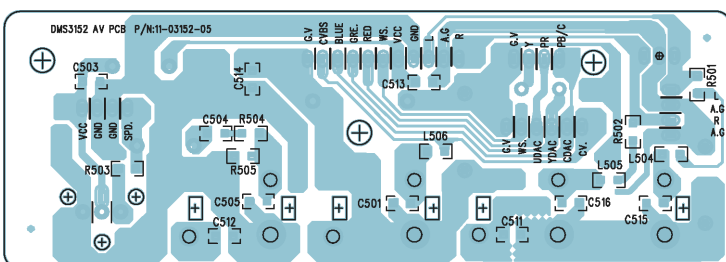 DMS3152 AV PCB P/N:11-03152-05
G.V CVBS BLUE GRE. RED WS. VCC GND L A.G R
G.V Y PR PB/C
C503
C514
C513
R501
L
A.G
R
A.G
VCC GND GND SPD.
C504 R504
R505
L506
G.V WS. UDAC YDAC CDAC CV.
R502
L504
R503
L505
C505
C501
C516
C515
C512
C511